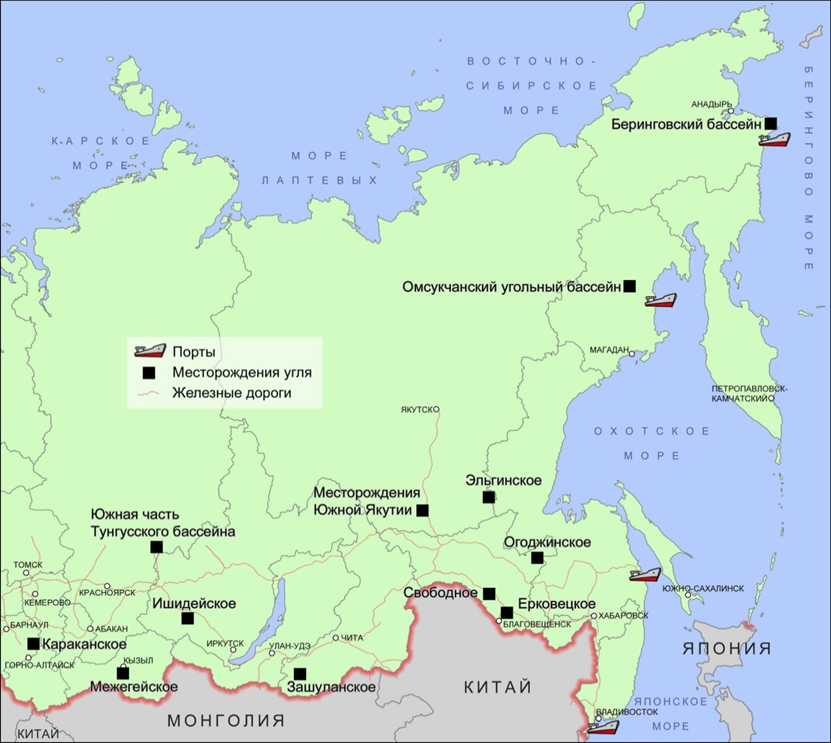 ВОСТОЧНО-
СИБИРСКОЕ
МОРЕ
БЕРИНГОВО МОРЕ
АНАДЫРЬ
Беринговский бассейн
КАРСКОЕ
МОРЕ
МОРЕ
ЛАПТЕВЫХ
Омсукчанский угольный бассейн
Порты
Месторождения угля
Железные дороги
МАГАДАН
ПЕТРОПАВЛОВСК-
КАМЧАТСКИЙ
ЯКУТСК
ОХОТСКОЕ
МОРЕ
Эльгинское
Месторождения
Южной Якутии
Южная часть
Тунгусского бассейна
Огоджинское
ТОМСК
КЕМЕРОВО
КРАСНОЯРСК
Свободное
ЮЖНО-САХАЛИНСК
Ишидейское
Ерковецкое
ХАБАРОВСК
БЛАГОВЕЩЕНСК
БАРНАУЛ
АБАКАН
Караканское
ИРКУТСК
УЛАН-УДЭ
ЧИТА
ЯПОНИЯ
ГОРНО-АЛТАЙСК
КЫЗЫЛ
Межегейское
Зашуланское
КИТАЙ
ЯПОНСКОЕ
МОРЕ
ВЛАДИВОСТОК
МОНГОЛИЯ
КИТАЙ